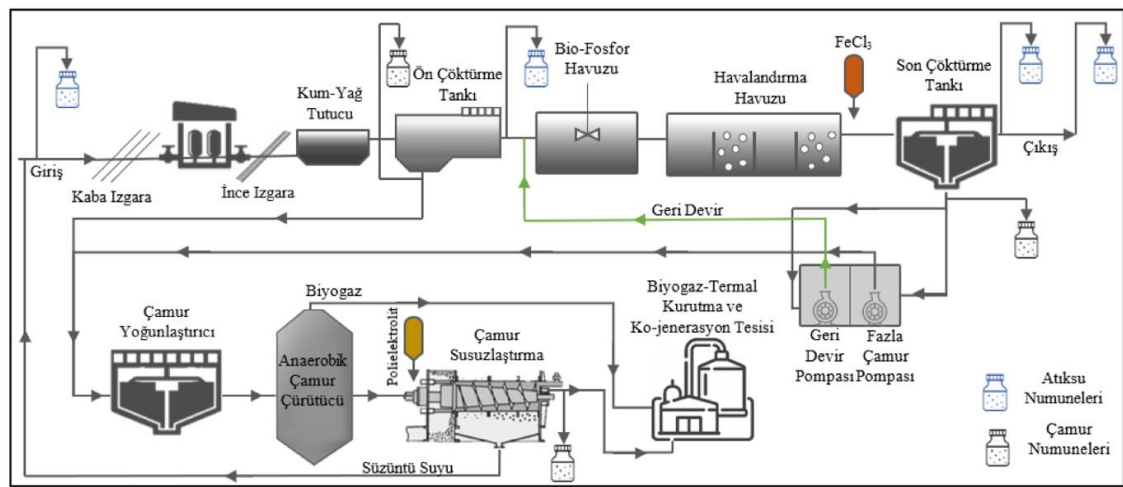 FeCl₃
Bio-Fosfor
Havuzu
Son Çöktürme
Tankı
Ön Çöktürme
Tankı
Havalandırma
Havuzu
Kum-Yağ
Tutucu
Giriş
Kaba Izgara
İnce Izgara
Çıkış
Geri Devir
Biyogaz
Biyogaz-Termal
Kurutma ve
Ko-jenerasyon Tesisi
Çamur
Yoğunlaştırıcı
Anaerobik
Çamur
Çürütücü
Polielektrolit
Çamur
Susuzlaştırma
Geri
Devir
Pompası
Fazla
Çamur
Pompası
Atıksu
Numuneleri
Çamur
Numuneleri
Süzüntü Suyu